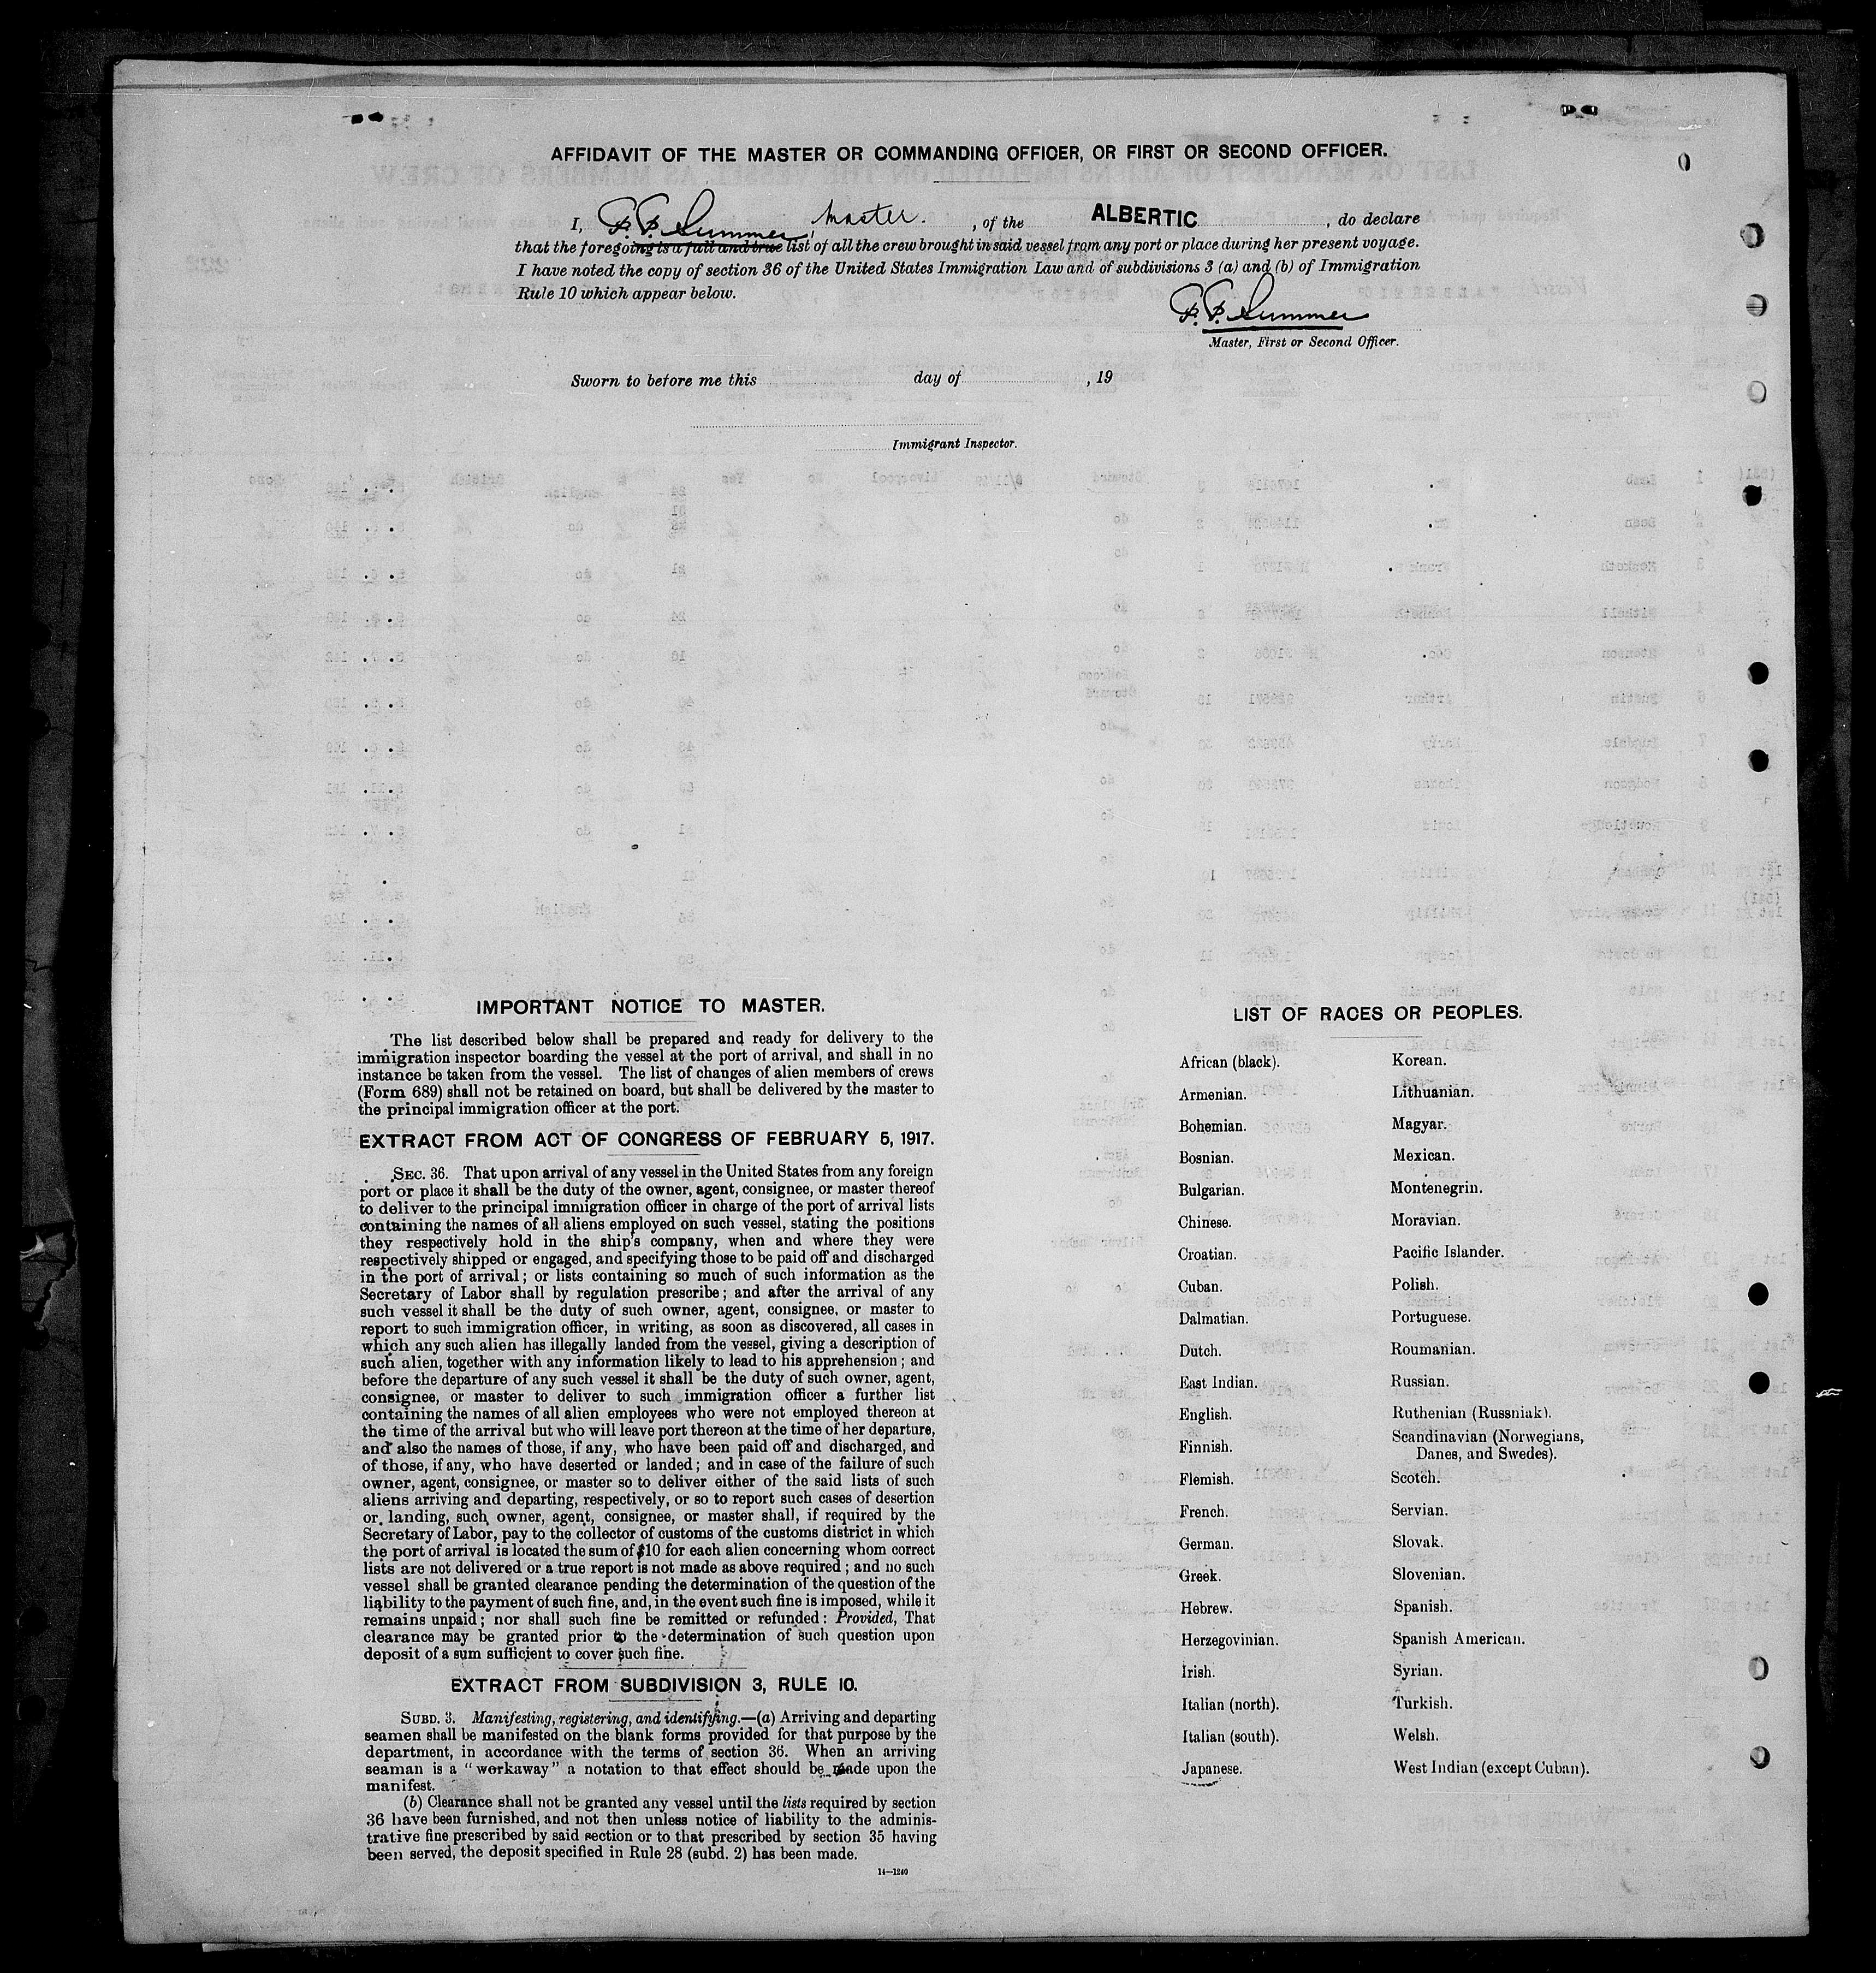 AFFIDAVIT OF THE MASTER OR COMMANDING OFFICER, OR FIRST OR SECOND OFFICER.
I, P. P. Summer, Master. , of the ALBERTIC , do declare
that the foregoing is a full and true list of all the crew brought in said vessel from any port or place during her present voyage.
I have noted the copy of section 36 of the United States Immigration Law and of subdivisions 3 (a) and (b) of Immigration
Rule 10 which appear below.
P. P. Summer
Master, First or Second Officer.
Sworn to before me this day of , 19
Immigrant Inspector.
IMPORTANT NOTICE TO MASTER.
The list described below shall be prepared and ready for delivery to the
immigration inspector boarding the vessel at the port of arrival, and shall in no
instance be taken from the vessel. The list of changes of alien members of crews
(Form 689) shall not be retained on board, but shall be delivered by the master to
the principal immigration officer at the port.
EXTRACT FROM ACT OF CONGRESS OF FEBRUARY 5, 1917.
SEC. 36. That upon arrival of any vessel in the United States from any foreign
port or place it shall be the duty of the owner, agent, consignee, or master thereof
to deliver to the principal immigration officer in charge of the port of arrival lists
containing the names of all aliens employed on such vessel, stating the positions
they respectively hold in the ship's company, when and where they were
respectively shipped or engaged, and specifying those to be paid off and discharged
in the port of arrival; or lists containing so much of such information as the
Secretary of Labor shall by regulation prescribe; and after the arrival of any
such vessel it shall be the duty of such owner, agent, consignee, or master to
report to such immigration officer, in writing, as soon as discovered, all cases in
which any such alien has illegally landed from the vessel, giving a description of
such alien, together with any information likely to lead to his apprehension; and
before the departure of any such vessel it shall be the duty of such owner, agent,
consignee, or master to deliver to such immigration officer a further list
containing the names of all alien employees who were not employed thereon at
the time of the arrival but who will leave port thereon at the time of her departure,
and also the names of those, if any, who have been paid off and discharged, and
of those, if any, who have deserted or landed; and in case of the failure of such
owner, agent, consignee, or master so to deliver either of the said lists of such
aliens arriving and departing, respectively, or so to report such cases of desertion
or landing, such owner, agent, consignee, or master shall, if required by the
Secretary of Labor, pay to the collector of customs of the customs district in which
the port of arrival is located the sum of $10 for each alien concerning whom correct
lists are not delivered or a true report is not made as above required; and no such
vessel shall be granted clearance pending the determination of the question of the
liability to the payment of such fine, and, in the event such fine is imposed, while it
remains unpaid; nor shall such fine be remitted or refunded: Provided, That
clearance may be granted prior to the determination of such question upon
deposit of a sum sufficient to cover such fine.
EXTRACT FROM SUBDIVISION 3, RULE 10.
SUBD. 3. Manifesting, registering, and identifying.—(a) Arriving and departing
seamen shall be manifested on the blank forms provided for that purpose by the
department, in accordance with the terms of section 36. When an arriving
seaman is a "workaway" a notation to that effect should be made upon the
manifest.
(b) Clearance shall not be granted any vessel until the lists required by section
36 have been furnished, and not then unless notice of liability to the adminis-
trative fine prescribed by said section or to that prescribed by section 35 having
been served, the deposit specified in Rule 28 (subd. 2) has been made.
14—1240
LIST OF RACES OR PEOPLES.
African (black).
Armenian.
Bohemian.
Bosnian.
Bulgarian.
Chinese.
Croatian.
Cuban.
Dalmatian.
Dutch.
East Indian.
English.
Finnish.
Flemish.
French.
German.
Greek.
Hebrew.
Herzegovinian.
Irish.
Italian (north).
Italian (south).
Japanese.
Korean.
Lithuanian.
Magyar.
Mexican.
Montenegrin.
Moravian.
Pacific Islander.
Polish.
Portuguese.
Roumanian.
Russian.
Ruthenian (Russniak).
Scandinavian (Norwegians,
Danes, and Swedes).
Scotch.
Servian.
Slovak.
Slovenian.
Spanish.
Spanish American.
Syrian.
Turkish.
Welsh.
West Indian (except Cuban).